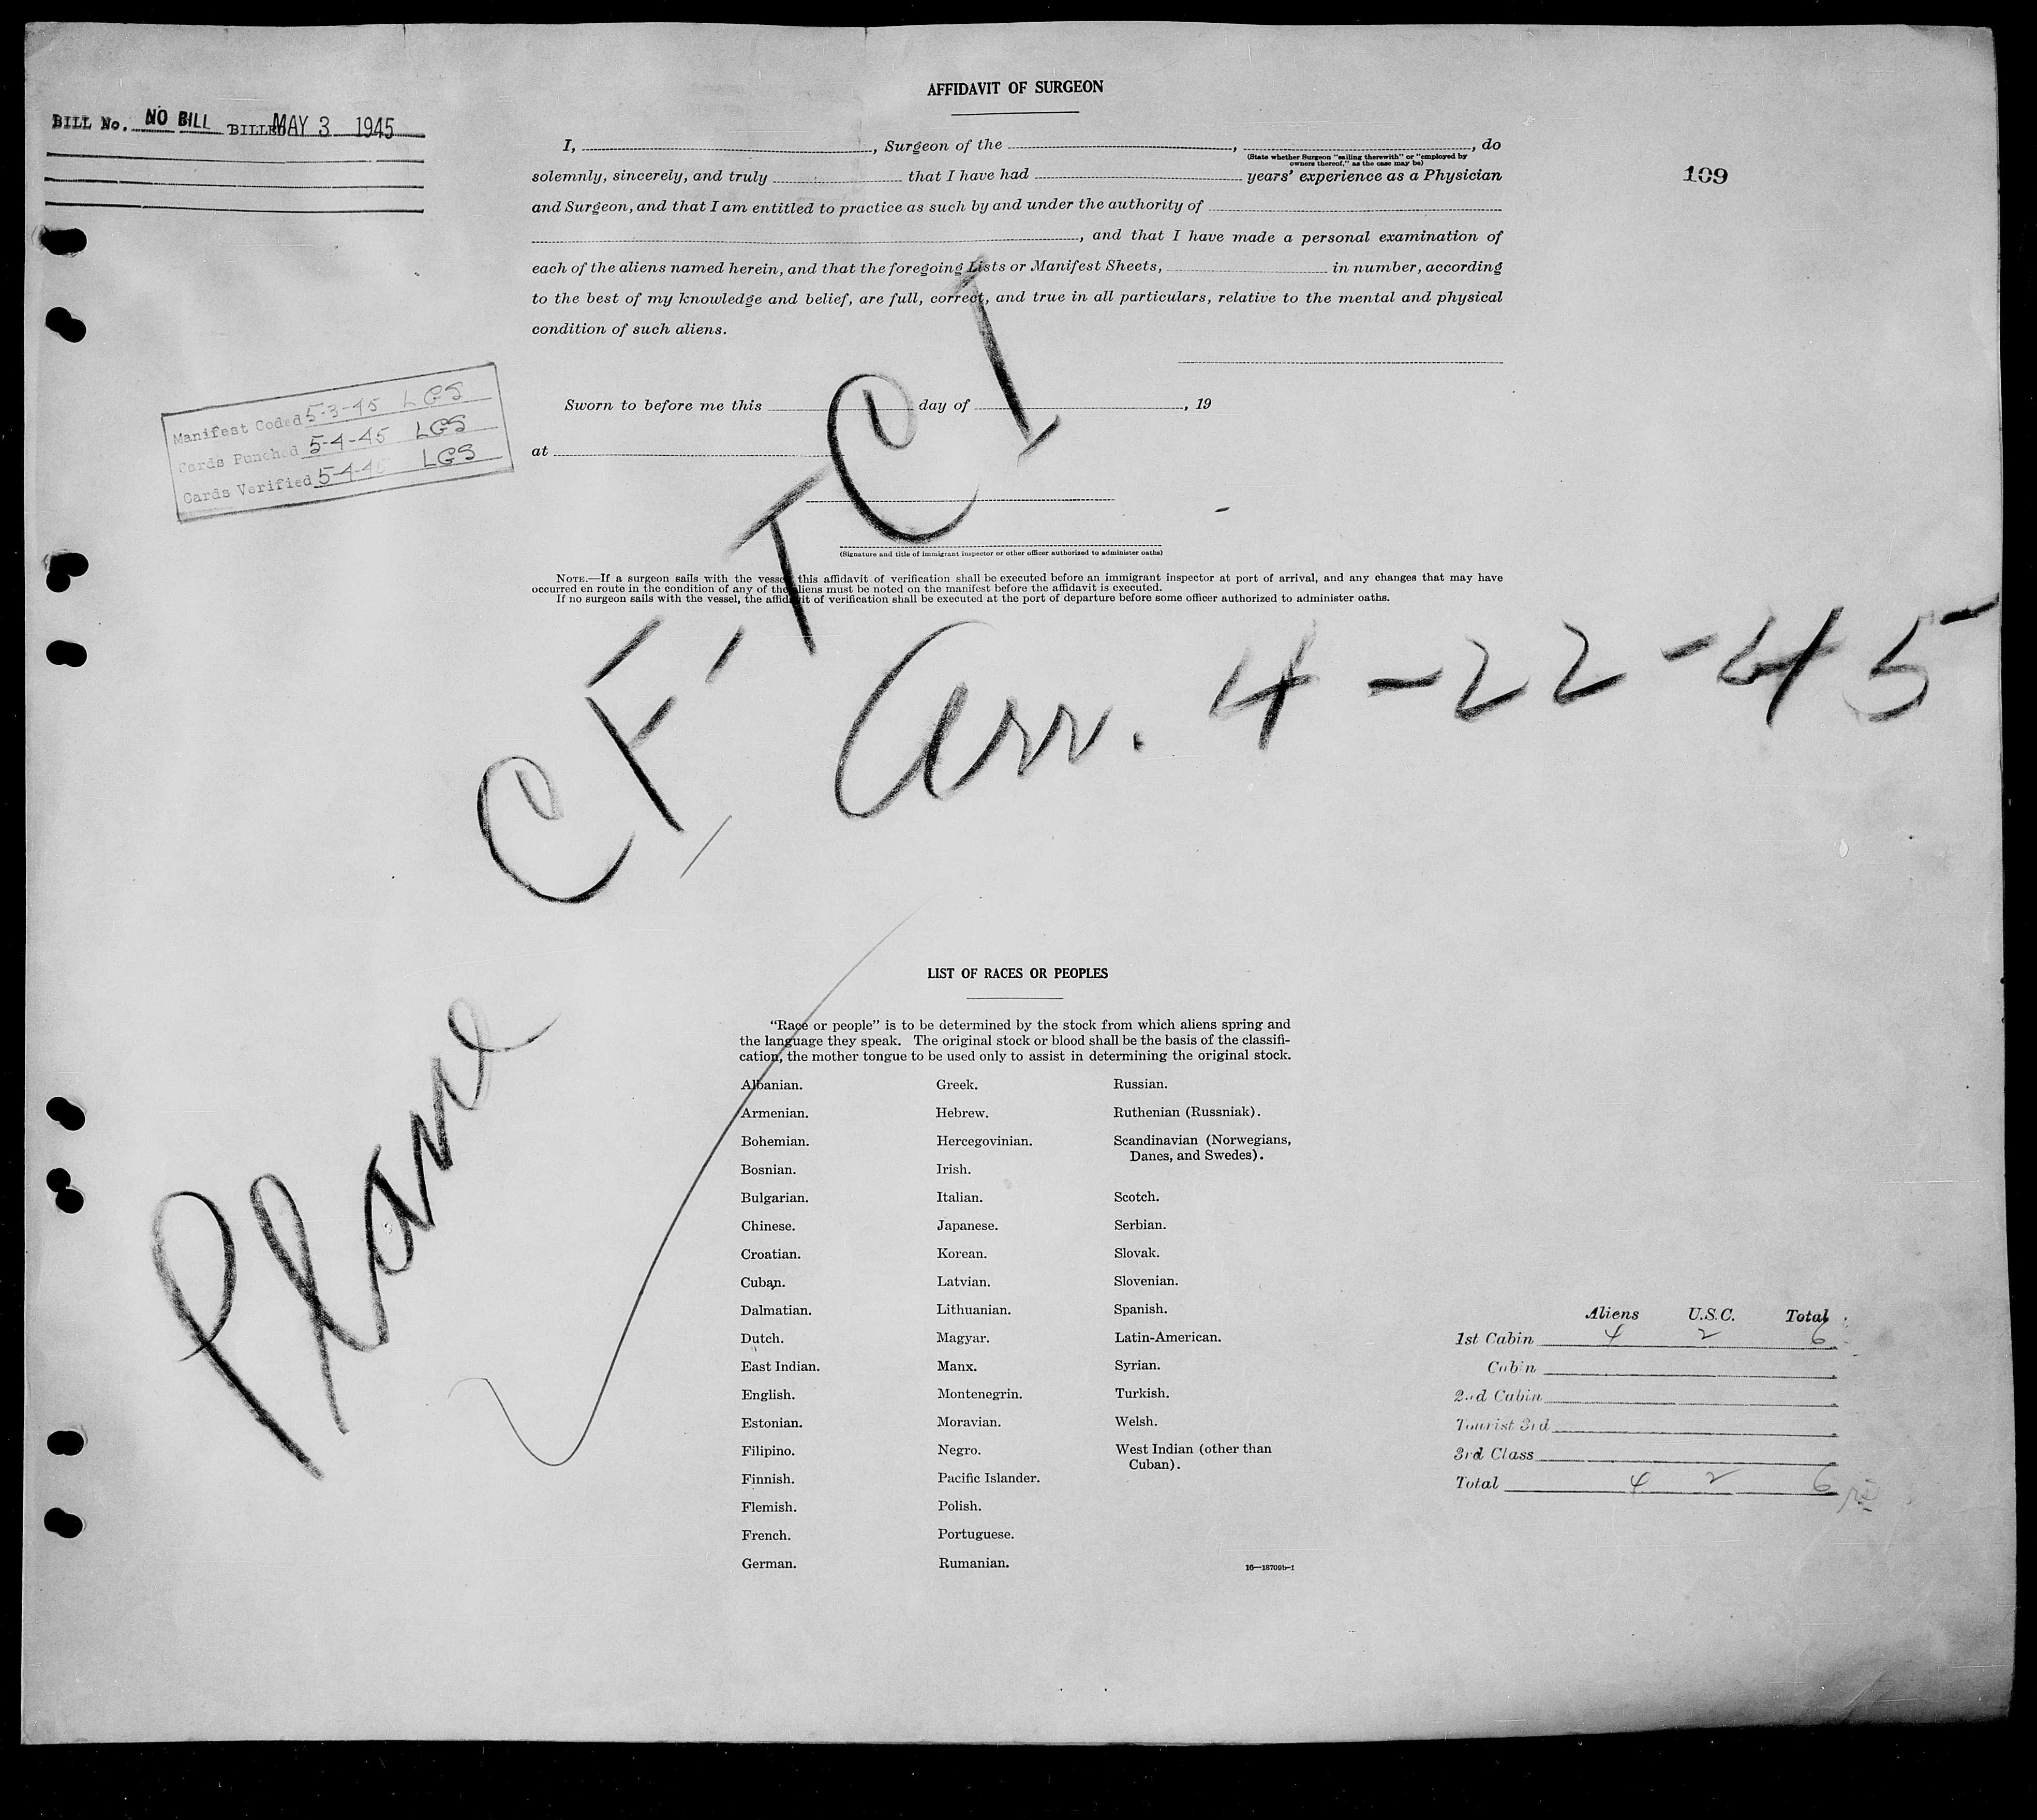 AFFIDAVIT OF SURGEON
BILL No. NO BILL BILLED MAY 3 1945
I, , Surgeon of the , , do
(State whether Surgeon "sailing therewith" or "employed by
owners thereof," as the case may be)
solemnly, sincerely, and truly that I have had years' experience as a Physician
109
and Surgeon, and that I am entitled to practice as such by and under the authority of
, and that I have made a personal examination of
each of the aliens named herein, and that the foregoing Lists or Manifest Sheets, in number, according
to the best of my knowledge and belief, are full, correct, and true in all particulars, relative to the mental and physical
condition of such aliens.
Manifest Coded 5-3-45 LGS
Cards Punched 5-4-45 LGS
Cards Verified 5-4-45 LGS
Sworn to before me this day of , 19
at
(Signature and title of immigrant inspector or other officer authorized to administer oaths)
NOTE.—If a surgeon sails with the vessel, this affidavit of verification shall be executed before an immigrant inspector at port of arrival, and any changes that may have
occurred en route in the condition of any of the aliens must be noted on the manifest before the affidavit is executed.
If no surgeon sails with the vessel, the affidavit of verification shall be executed at the port of departure before some officer authorized to administer oaths.
Plane CF-TCI
Arr. 4-22-45
LIST OF RACES OR PEOPLES
"Race or people" is to be determined by the stock from which aliens spring and
the language they speak. The original stock or blood shall be the basis of the classifi-
cation, the mother tongue to be used only to assist in determining the original stock.
Albanian. Greek. Russian.
Armenian. Hebrew. Ruthenian (Russniak).
Bohemian. Hercegovinian. Scandinavian (Norwegians,
Danes, and Swedes).
Bosnian. Irish.
Bulgarian. Italian. Scotch.
Chinese. Japanese. Serbian.
Croatian. Korean. Slovak.
Cuban. Latvian. Slovenian.
Dalmatian. Lithuanian. Spanish.
Dutch. Magyar. Latin-American.
East Indian. Manx. Syrian.
English. Montenegrin. Turkish.
Estonian. Moravian. Welsh.
Filipino. Negro. West Indian (other than
Cuban).
Finnish. Pacific Islander.
Flemish. Polish.
French. Portuguese.
German. Rumanian.
16—18709b-1
Aliens U.S.C. Total
1st Cabin 4 2 6
Cabin
2nd Cabin
Tourist 3rd
3rd Class
Total 4 2 6